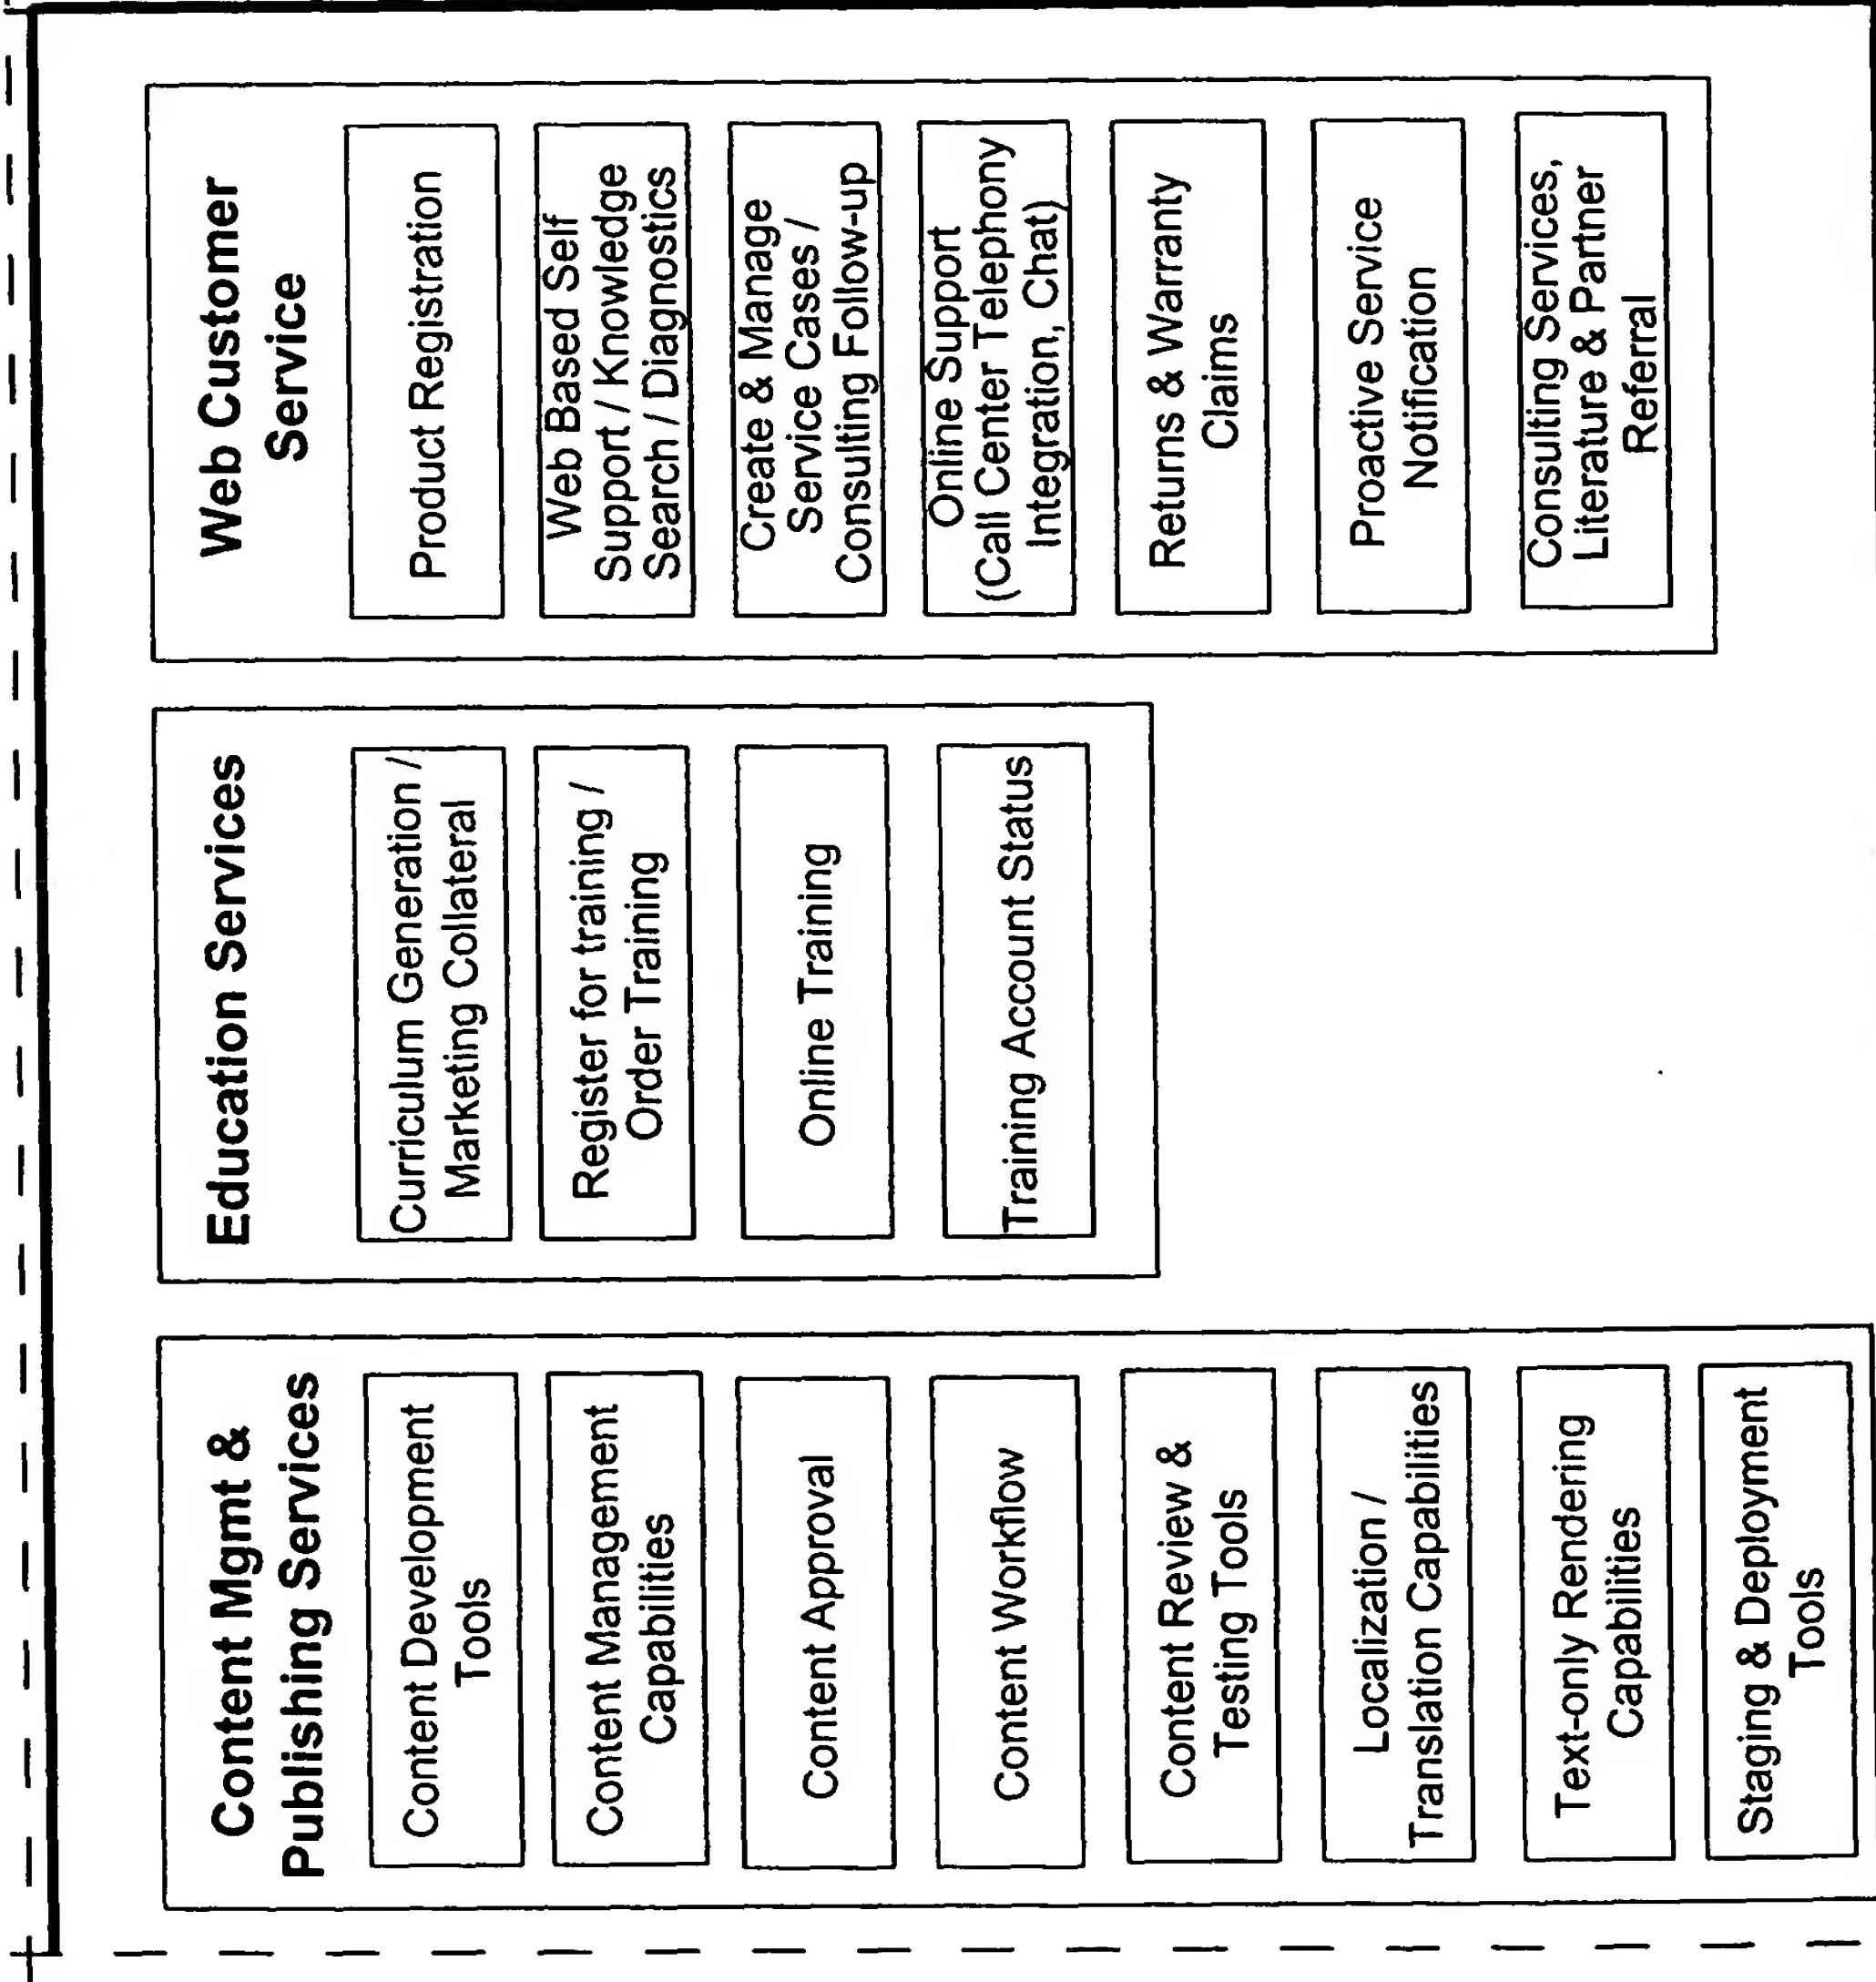 Content Mgmt &
Publishing Services
Content Development
Tools
Content Management
Capabilities
Content Approval
Content Workflow
Content Review &
Testing Tools
Localization /
Translation Capabilities
Text-only Rendering
Capabilities
Staging & Deployment
Tools
Education Services
Curriculum Generation /
Marketing Collateral
Register for training /
Order Training
Online Training
Training Account Status
Web Customer
Service
Product Registration
Web Based Self
Support / Knowledge
Search / Diagnostics
Create & Manage
Service Cases /
Consulting Follow-up
Online Support
(Call Center Telephony
Integration, Chat)
Returns & Warranty
Claims
Proactive Service
Notification
Consulting Services,
Literature & Partner
Referral